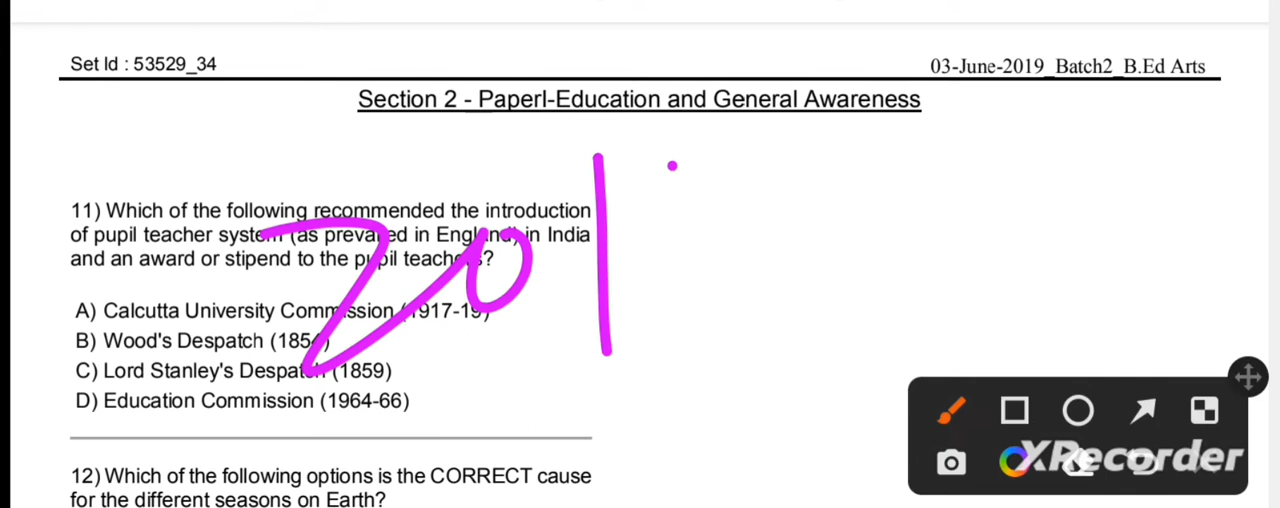 Set Id : 53529_34
03-June-2019_Batch2_B.Ed Arts
Section 2 - PaperI-Education and General Awareness
11) Which of the following recommended the introduction
of pupil teacher system (as prevailed in England) in India
and an award or stipend to the pupil teachers?
A) Calcutta University Commission (1917-19)
B) Wood's Despatch (1854)
C) Lord Stanley's Despatch (1859)
D) Education Commission (1964-66)
201
12) Which of the following options is the CORRECT cause
for the different seasons on Earth?
XRecorder